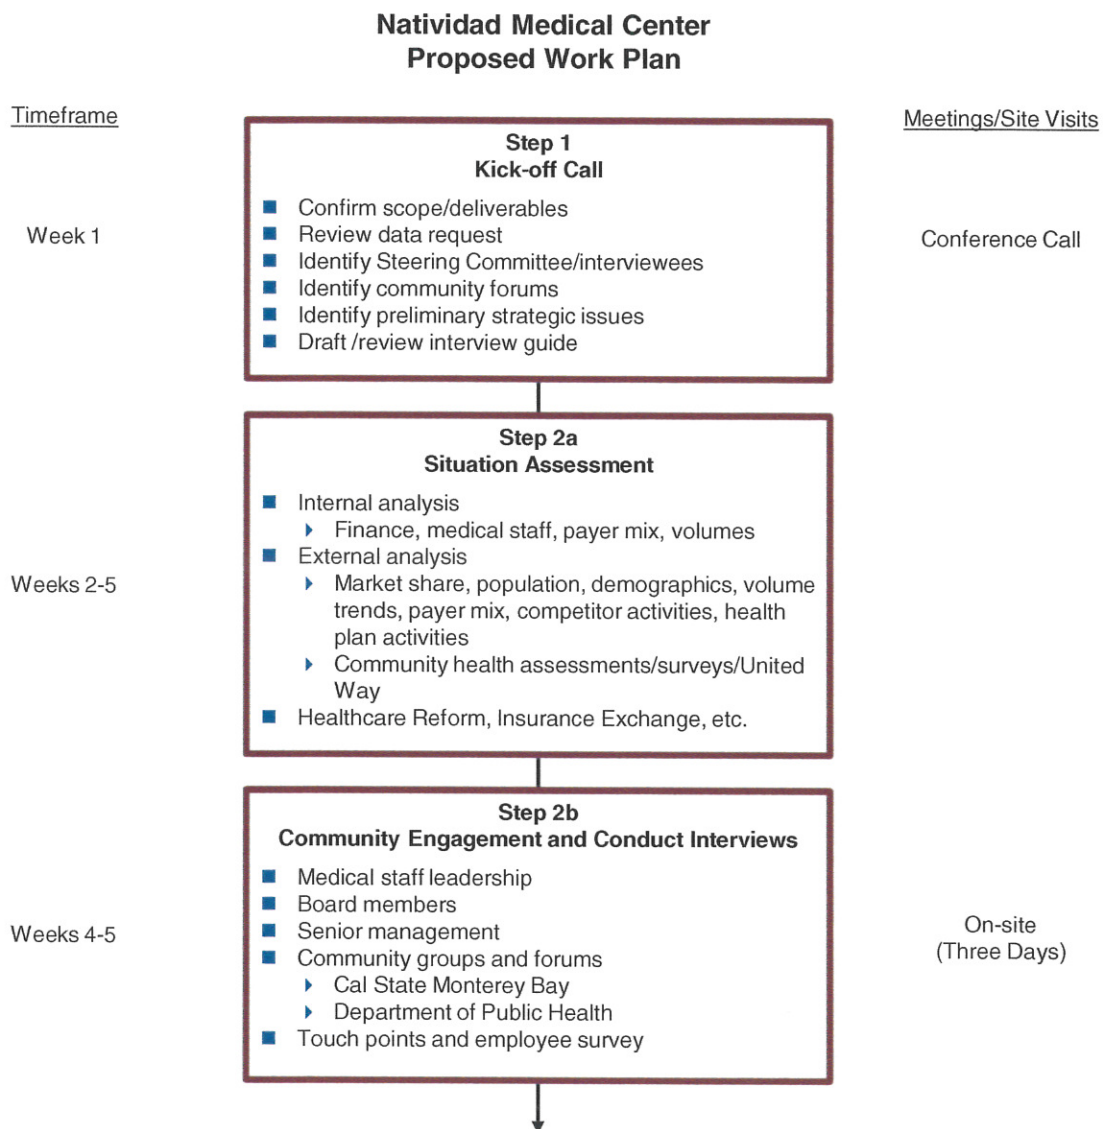 Natividad Medical Center
Proposed Work Plan
Timeframe
Meetings/Site Visits
Step 1
Kick-off Call
Week 1
Conference Call
■ Confirm scope/deliverables
■ Review data request
■ Identify Steering Committee/interviewees
■ Identify community forums
■ Identify preliminary strategic issues
■ Draft /review interview guide
Step 2a
Situation Assessment
Weeks 2-5
■ Internal analysis
Finance, medical staff, payer mix, volumes
■ External analysis
Market share, population, demographics, volume
trends, payer mix, competitor activities, health
plan activities
Community health assessments/surveys/United
Way
■ Healthcare Reform, Insurance Exchange, etc.
Step 2b
Community Engagement and Conduct Interviews
Weeks 4-5
On-site
(Three Days)
■ Medical staff leadership
■ Board members
■ Senior management
■ Community groups and forums
Cal State Monterey Bay
Department of Public Health
■ Touch points and employee survey